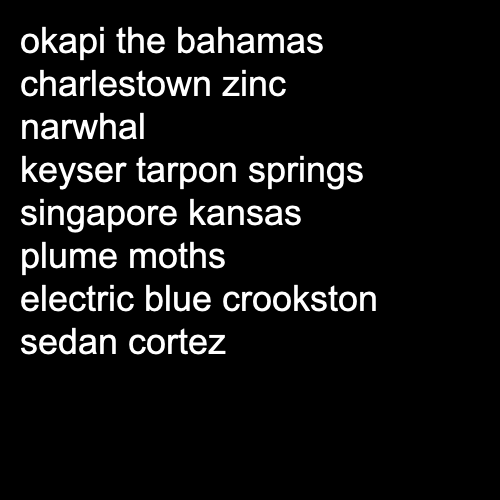 okapi the bahamas
charlestown zinc
narwhal
keyser tarpon springs
singapore kansas
plume moths
electric blue crookston
sedan cortez